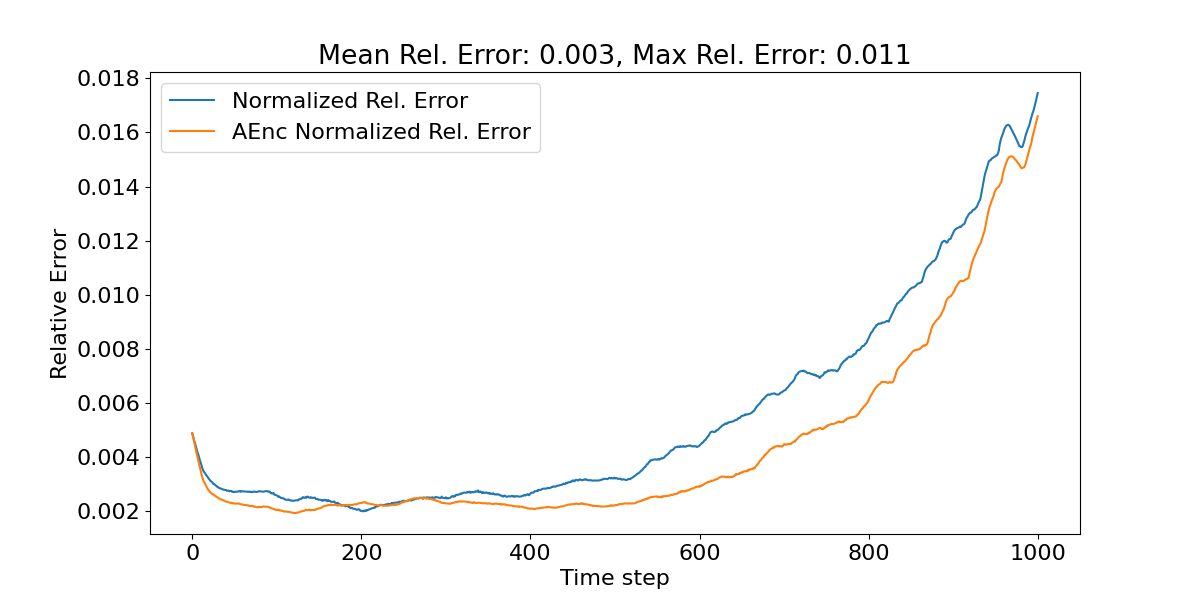 Mean Rel. Error: 0.003, Max Rel. Error: 0.011
0.018
0.016
0.014
0.012
0.010
0.008
0.006
0.004
0.002
Relative Error
Normalized Rel. Error
AEnc Normalized Rel. Error
0 200 400 600 800 1000
Time step